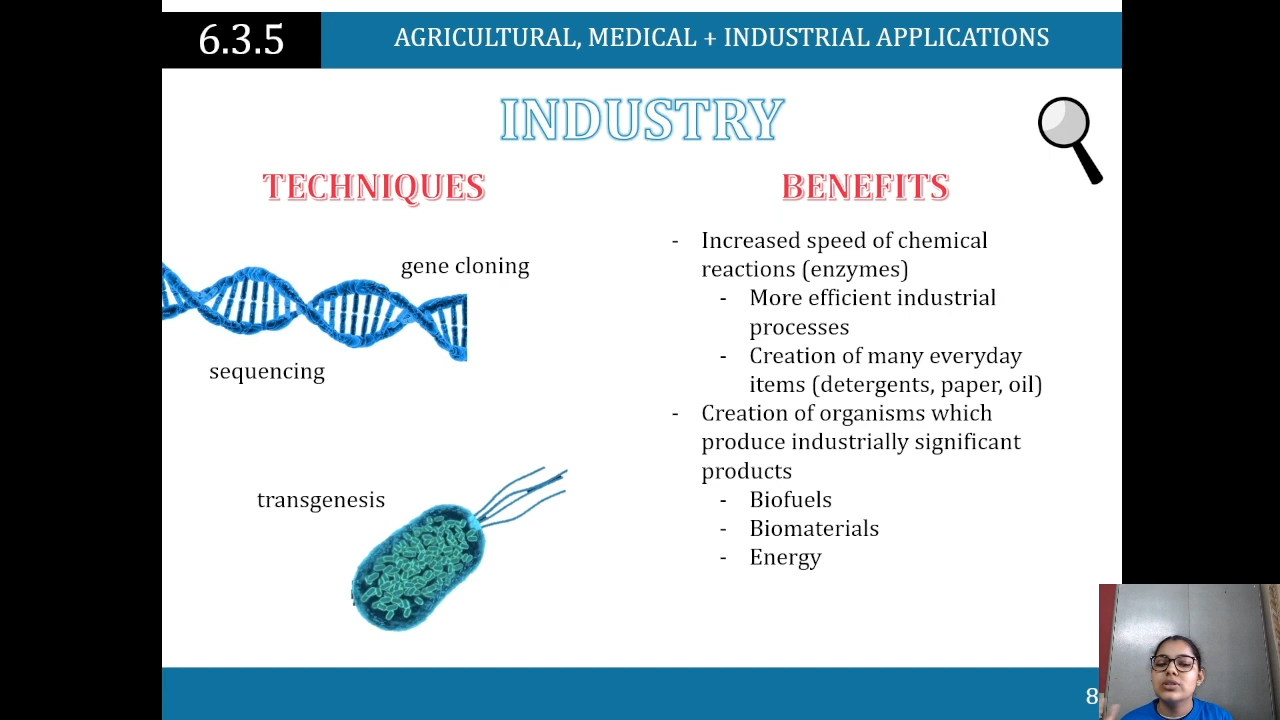 6.3.5
AGRICULTURAL, MEDICAL + INDUSTRIAL APPLICATIONS
INDUSTRY
TECHNIQUES
gene cloning
sequencing
transgenesis
BENEFITS
- Increased speed of chemical
reactions (enzymes)
- More efficient industrial
processes
- Creation of many everyday
items (detergents, paper, oil)
- Creation of organisms which
produce industrially significant
products
- Biofuels
- Biomaterials
- Energy
8